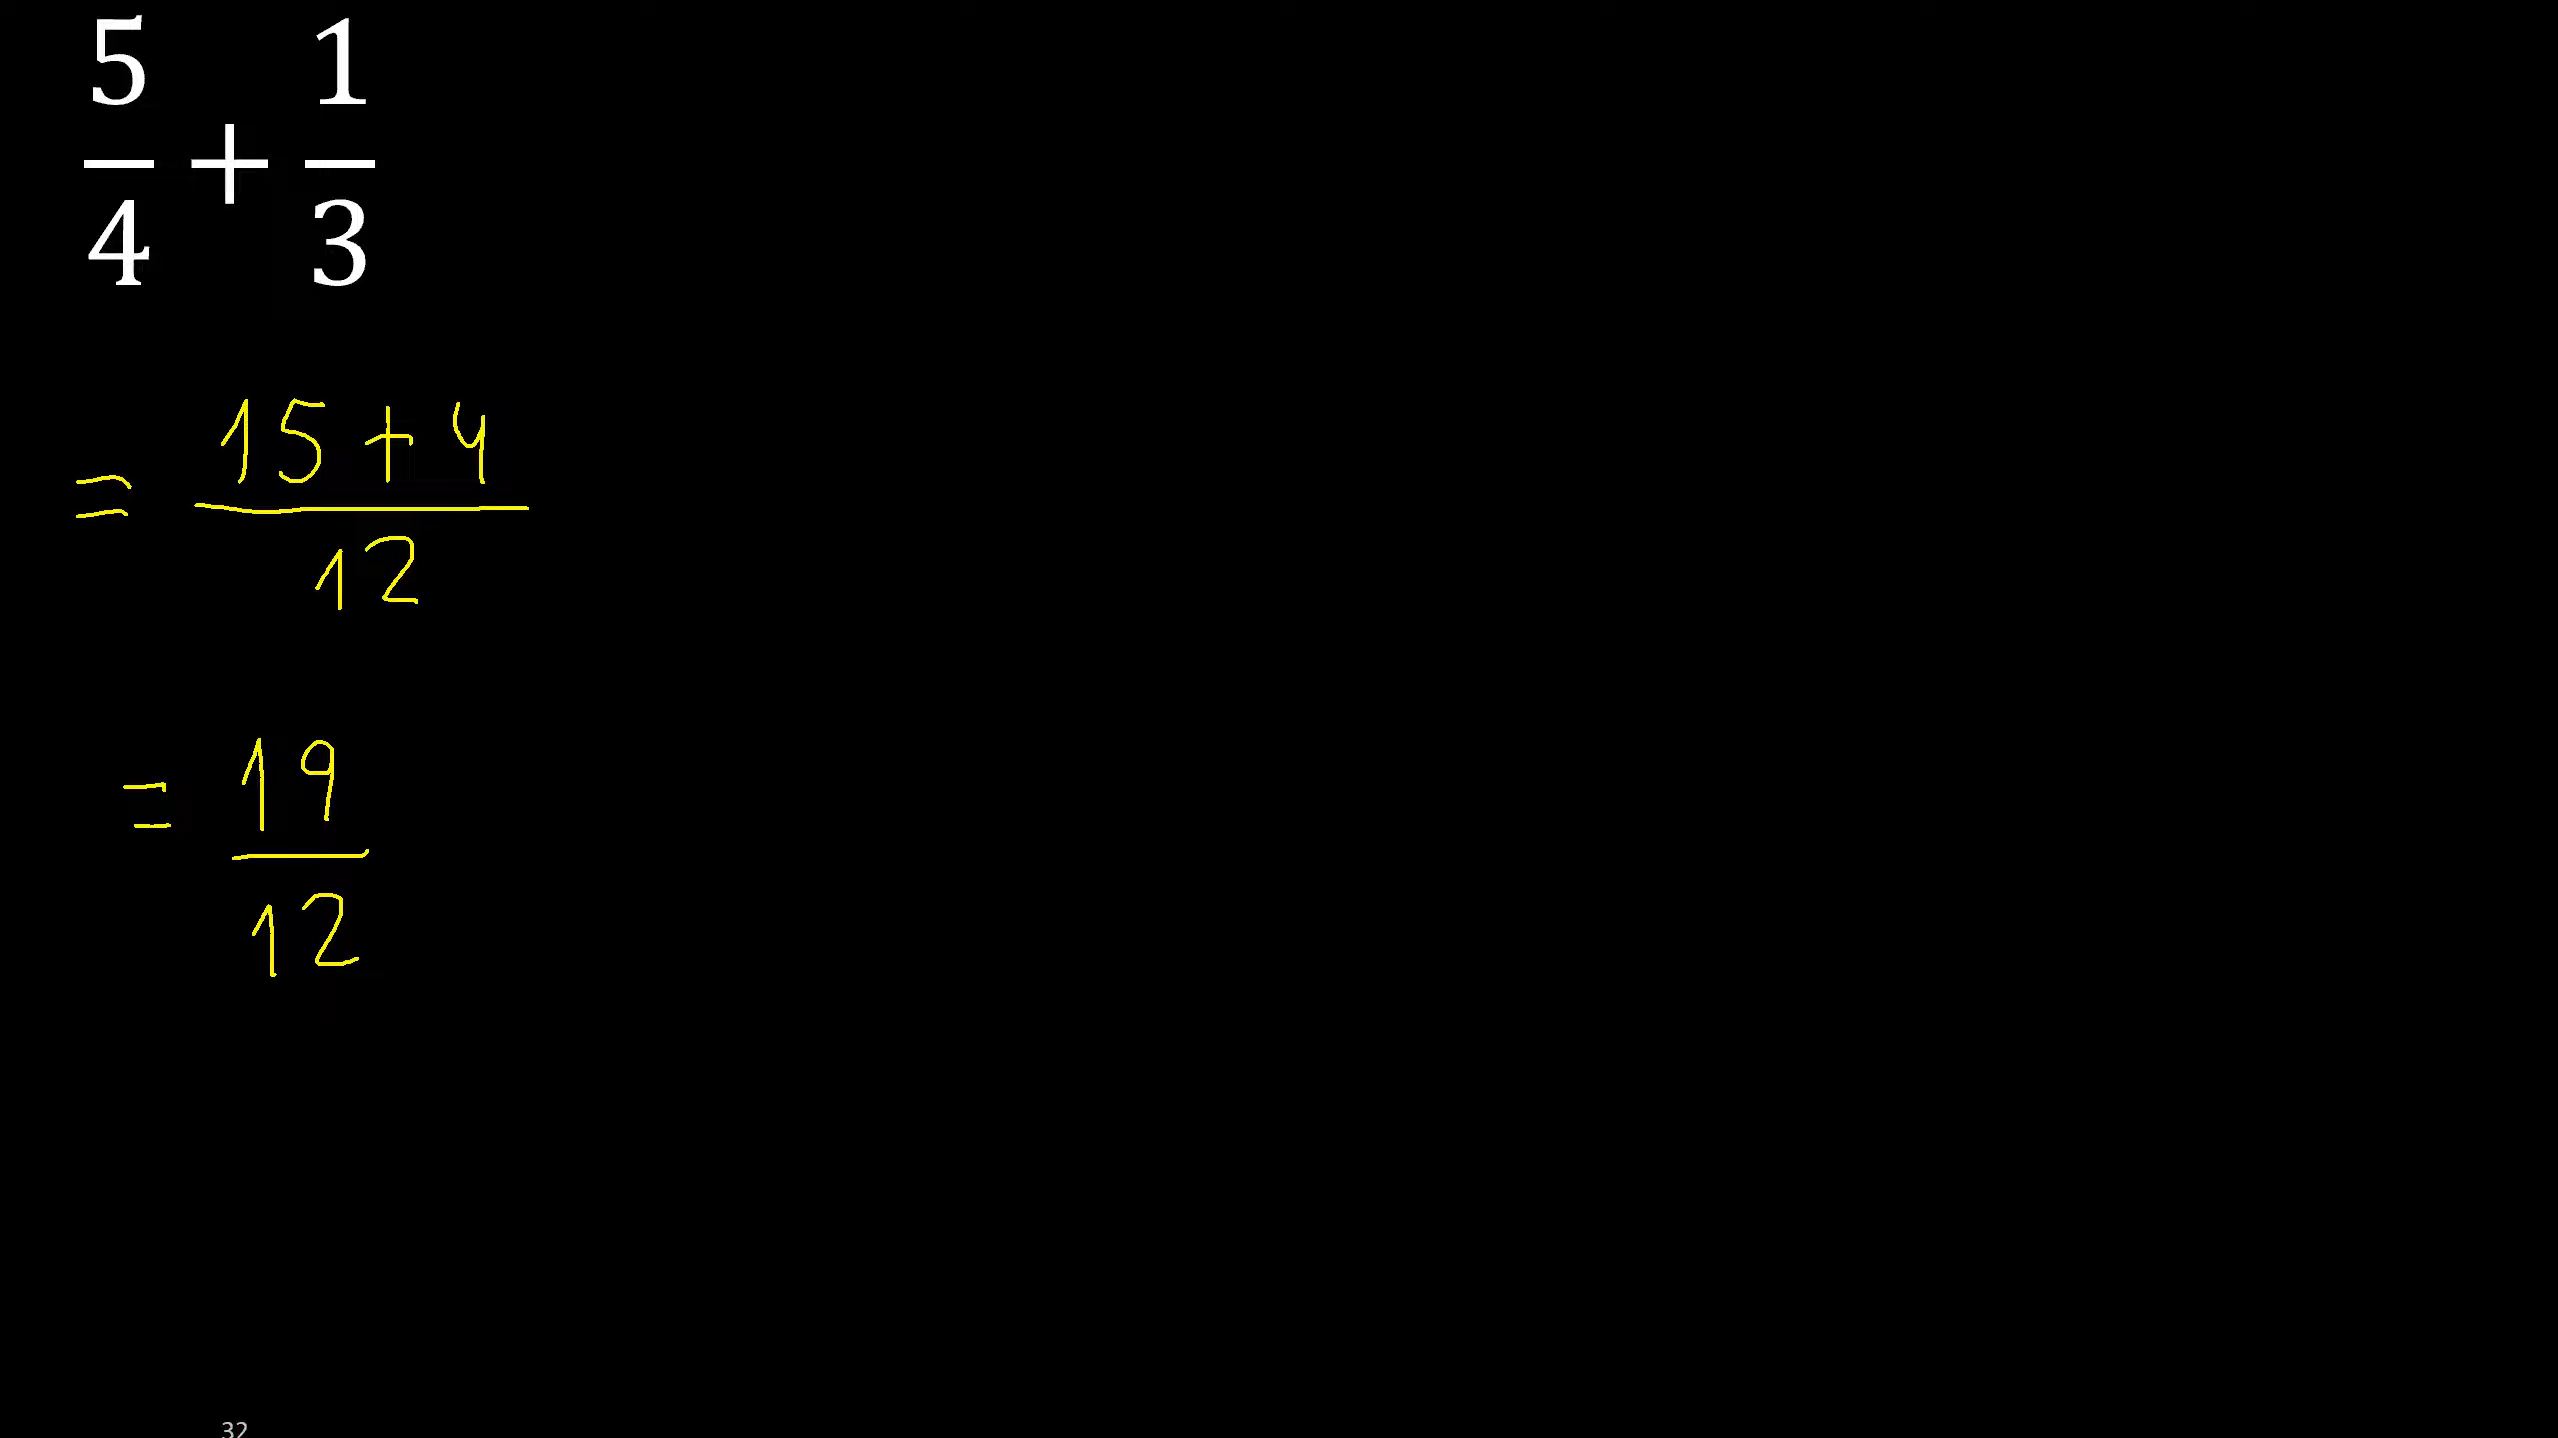 5/4 + 1/3
= 15+4/12
= 19/12
32